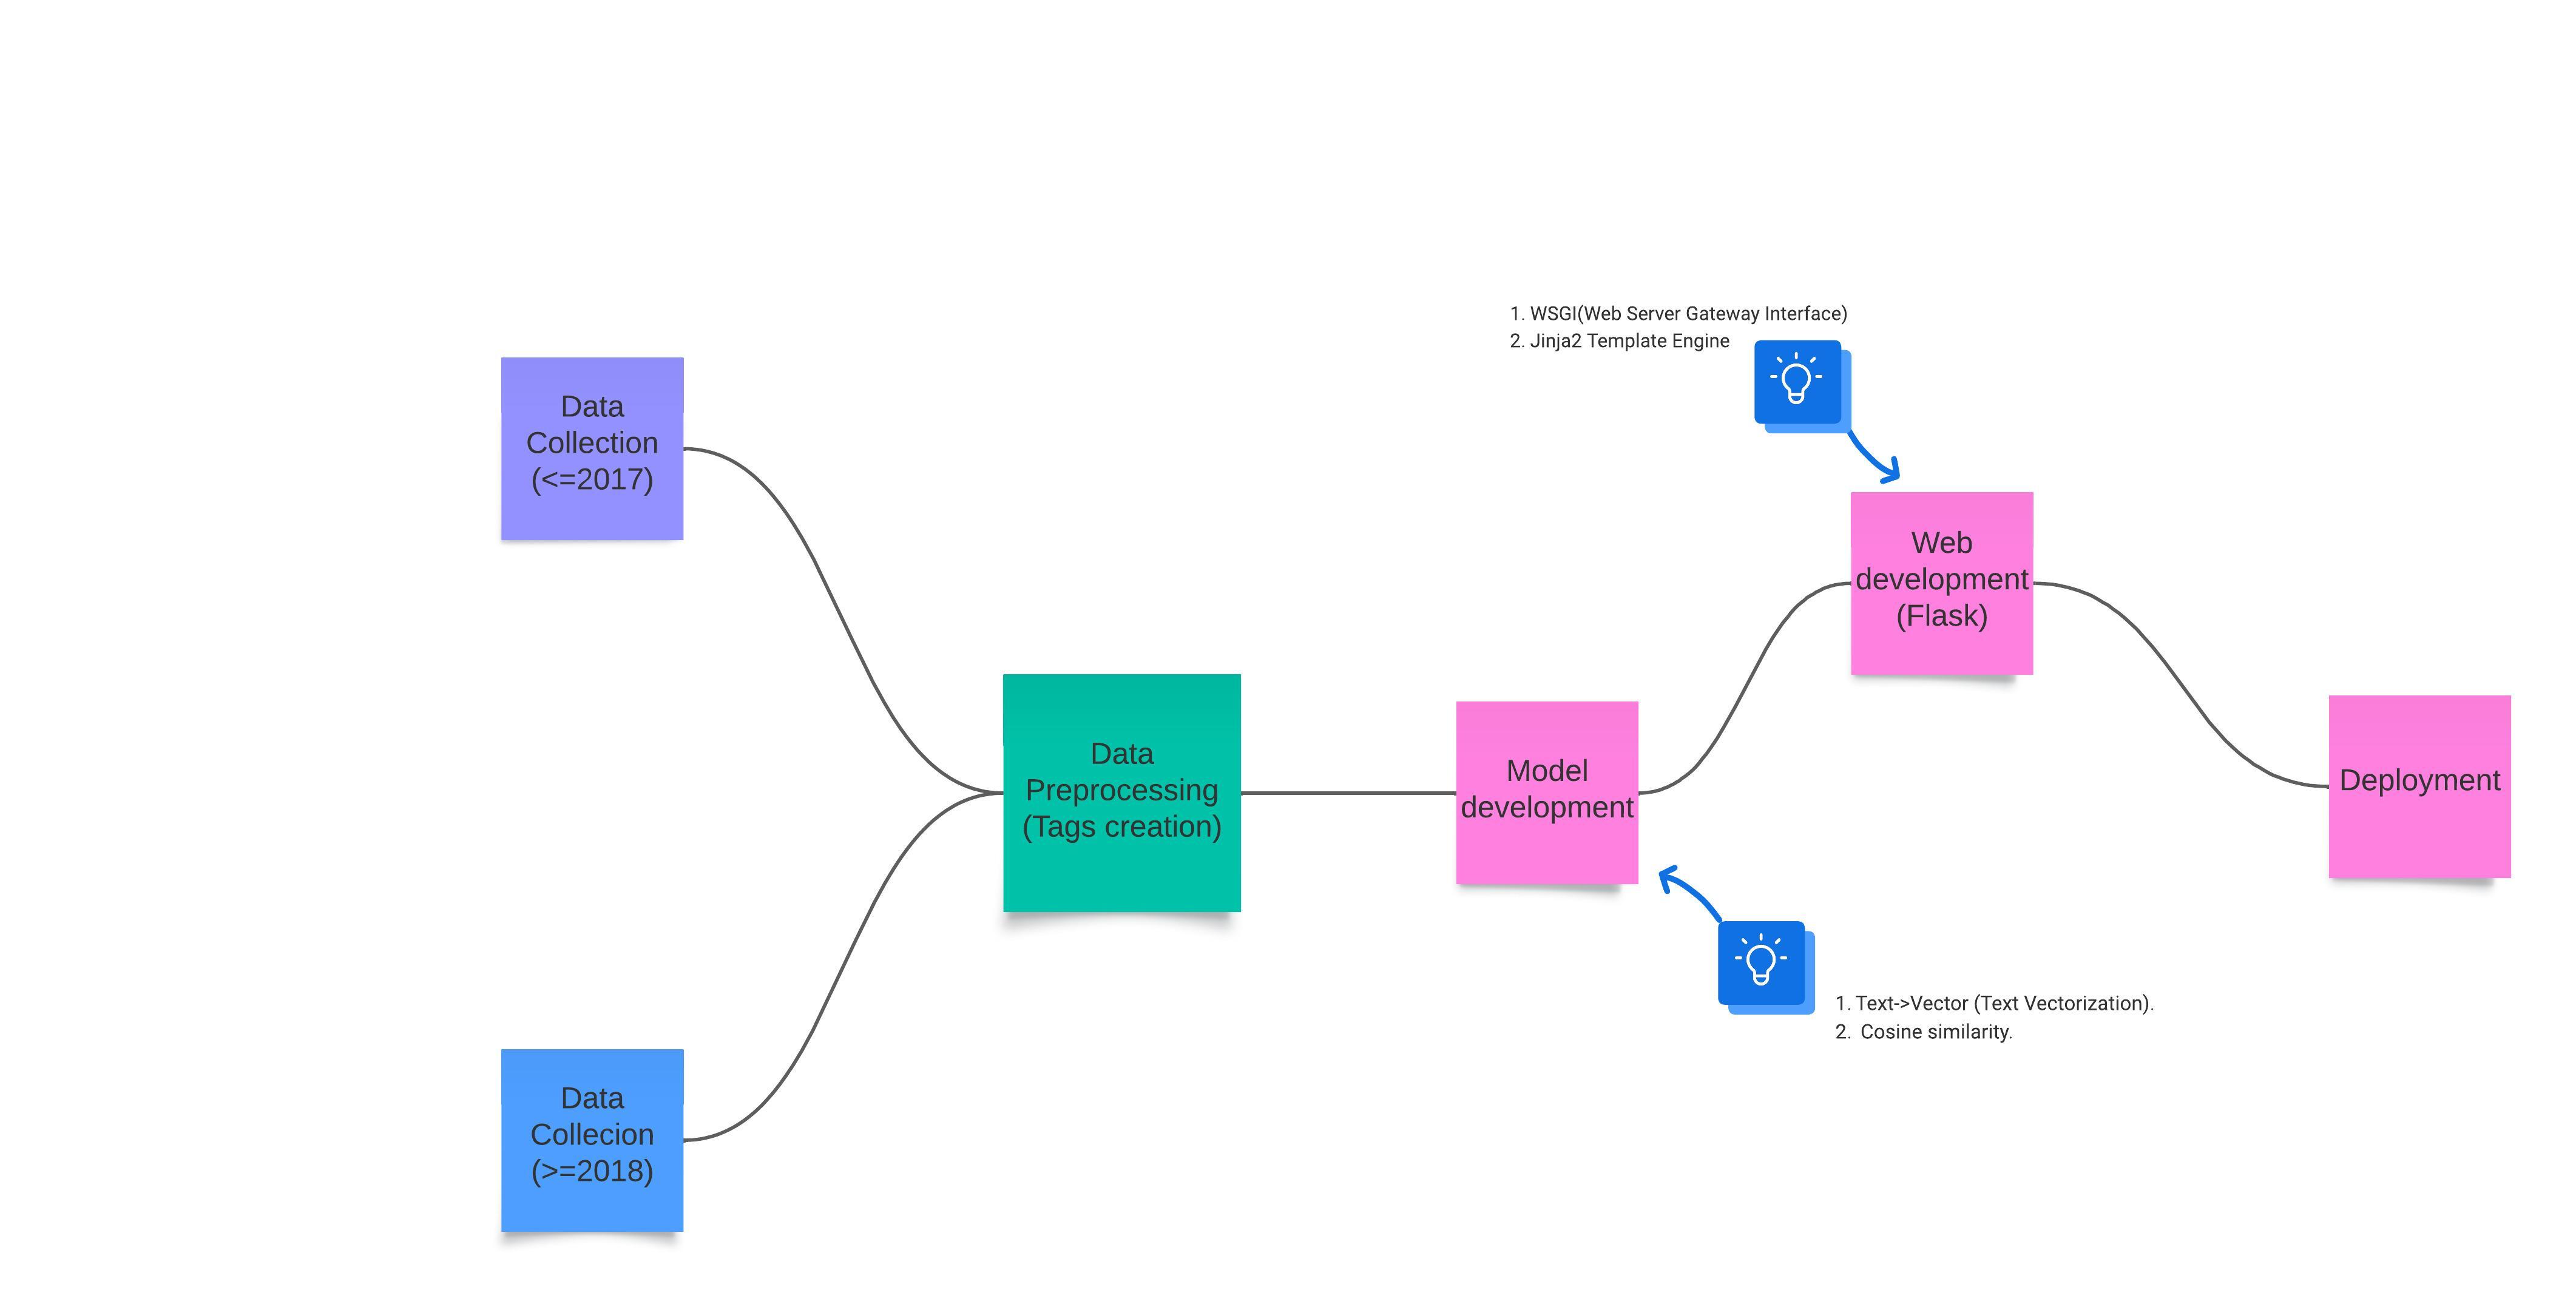 1. WSGI(Web Server Gateway Interface)
2. Jinja2 Template Engine
Data
Collection
(<=2017)
Web
development
(Flask)
Data
Preprocessing
(Tags creation)
Model
development
Deployment
1. Text->Vector (Text Vectorization).
2. Cosine similarity.
Data
Collecion
(>=2018)